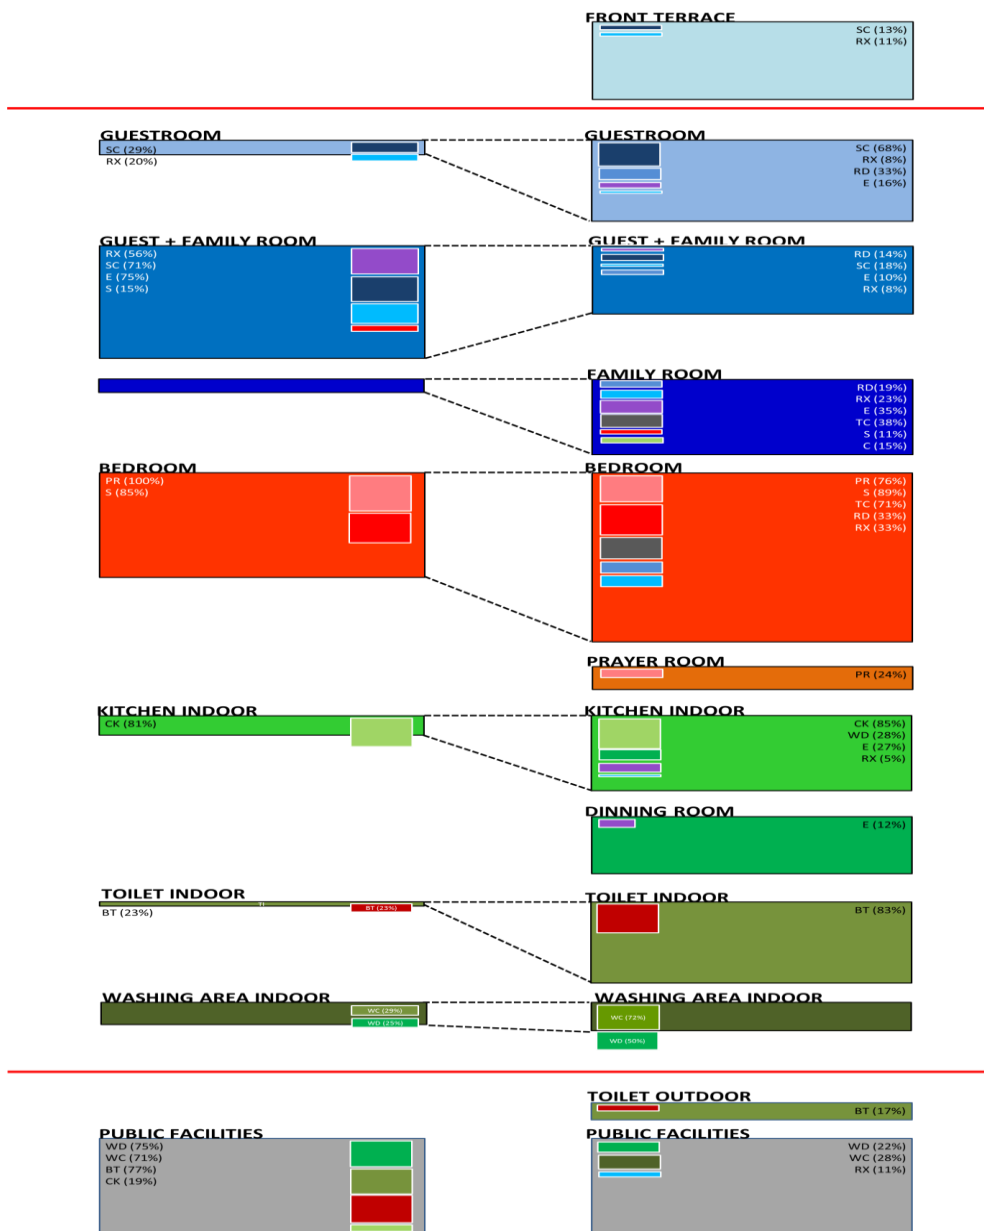 FRONT TERRACE
SC (13%)
RX (11%)
GUESTROOM
SC (29%)
RX (20%)
GUESTROOM
SC (68%)
RX (8%)
RD (33%)
E (16%)
GUEST + FAMILY ROOM
RX (56%)
SC (71%)
E (75%)
S (15%)
GUEST + FAMILY ROOM
RD (14%)
SC (18%)
E (10%)
RX (8%)
FAMILY ROOM
RD(19%)
RX (23%)
E (35%)
TC (38%)
S (11%)
C (15%)
BEDROOM
PR (100%)
S (85%)
BEDROOM
PR (76%)
S (89%)
TC (71%)
RD (33%)
RX (33%)
PRAYER ROOM
PR (24%)
KITCHEN INDOOR
CK (81%)
KITCHEN INDOOR
CK (85%)
WD (28%)
E (27%)
RX (5%)
DINNING ROOM
E (12%)
TOILET INDOOR
BT (23%)
BT (23%)
TOILET INDOOR
BT (83%)
WASHING AREA INDOOR
WC (29%)
WD (25%)
WASHING AREA INDOOR
WC (72%)
WD (50%)
TOILET OUTDOOR
BT (17%)
PUBLIC FACILITIES
WD (75%)
WC (71%)
BT (77%)
CK (19%)
PUBLIC FACILITIES
WD (22%)
WC (28%)
RX (11%)